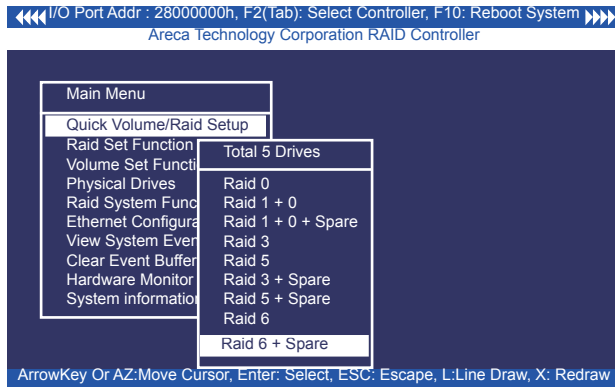 I/O Port Addr : 28000000h, F2(Tab): Select Controller, F10: Reboot System
Areca Technology Corporation RAID Controller
Main Menu
Quick Volume/Raid Setup
Raid Set Function
Volume Set Functi
Physical Drives
Raid System Func
Ethernet Configura
View System Even
Clear Event Buffer
Hardware Monitor
System information
Total 5 Drives
Raid 0
Raid 1 + 0
Raid 1 + 0 + Spare
Raid 3
Raid 5
Raid 3 + Spare
Raid 5 + Spare
Raid 6
Raid 6 + Spare
ArrowKey Or AZ:Move Cursor, Enter: Select, ESC: Escape, L:Line Draw, X: Redraw